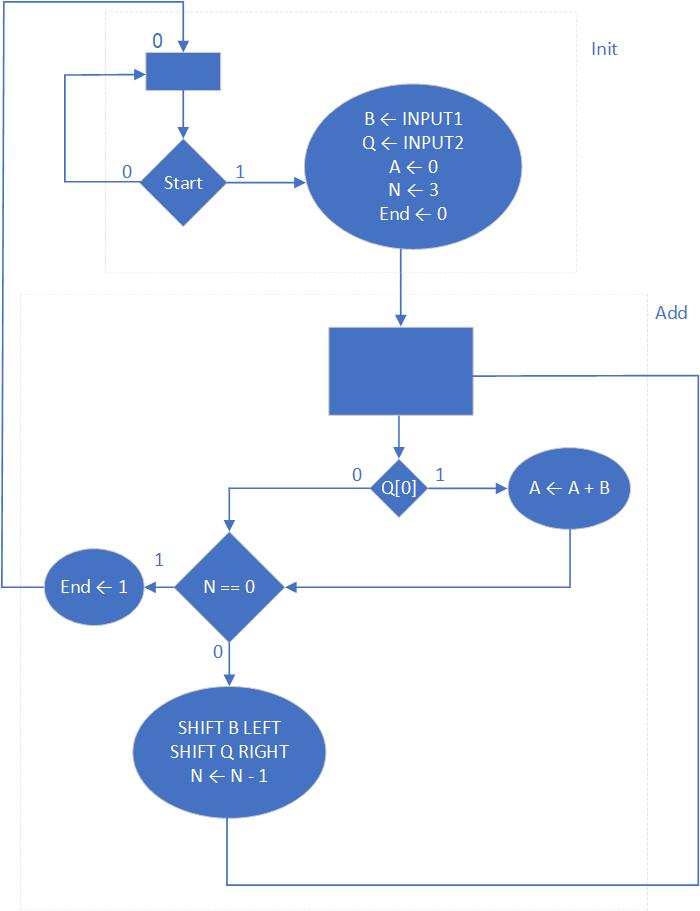 0
Init
B ← INPUT1
Q ← INPUT2
A ← 0
N ← 3
End ← 0
0
Start
1
Add
0
Q[0]
1
A ← A + B
1
End ← 1
N == 0
0
SHIFT B LEFT
SHIFT Q RIGHT
N ← N - 1